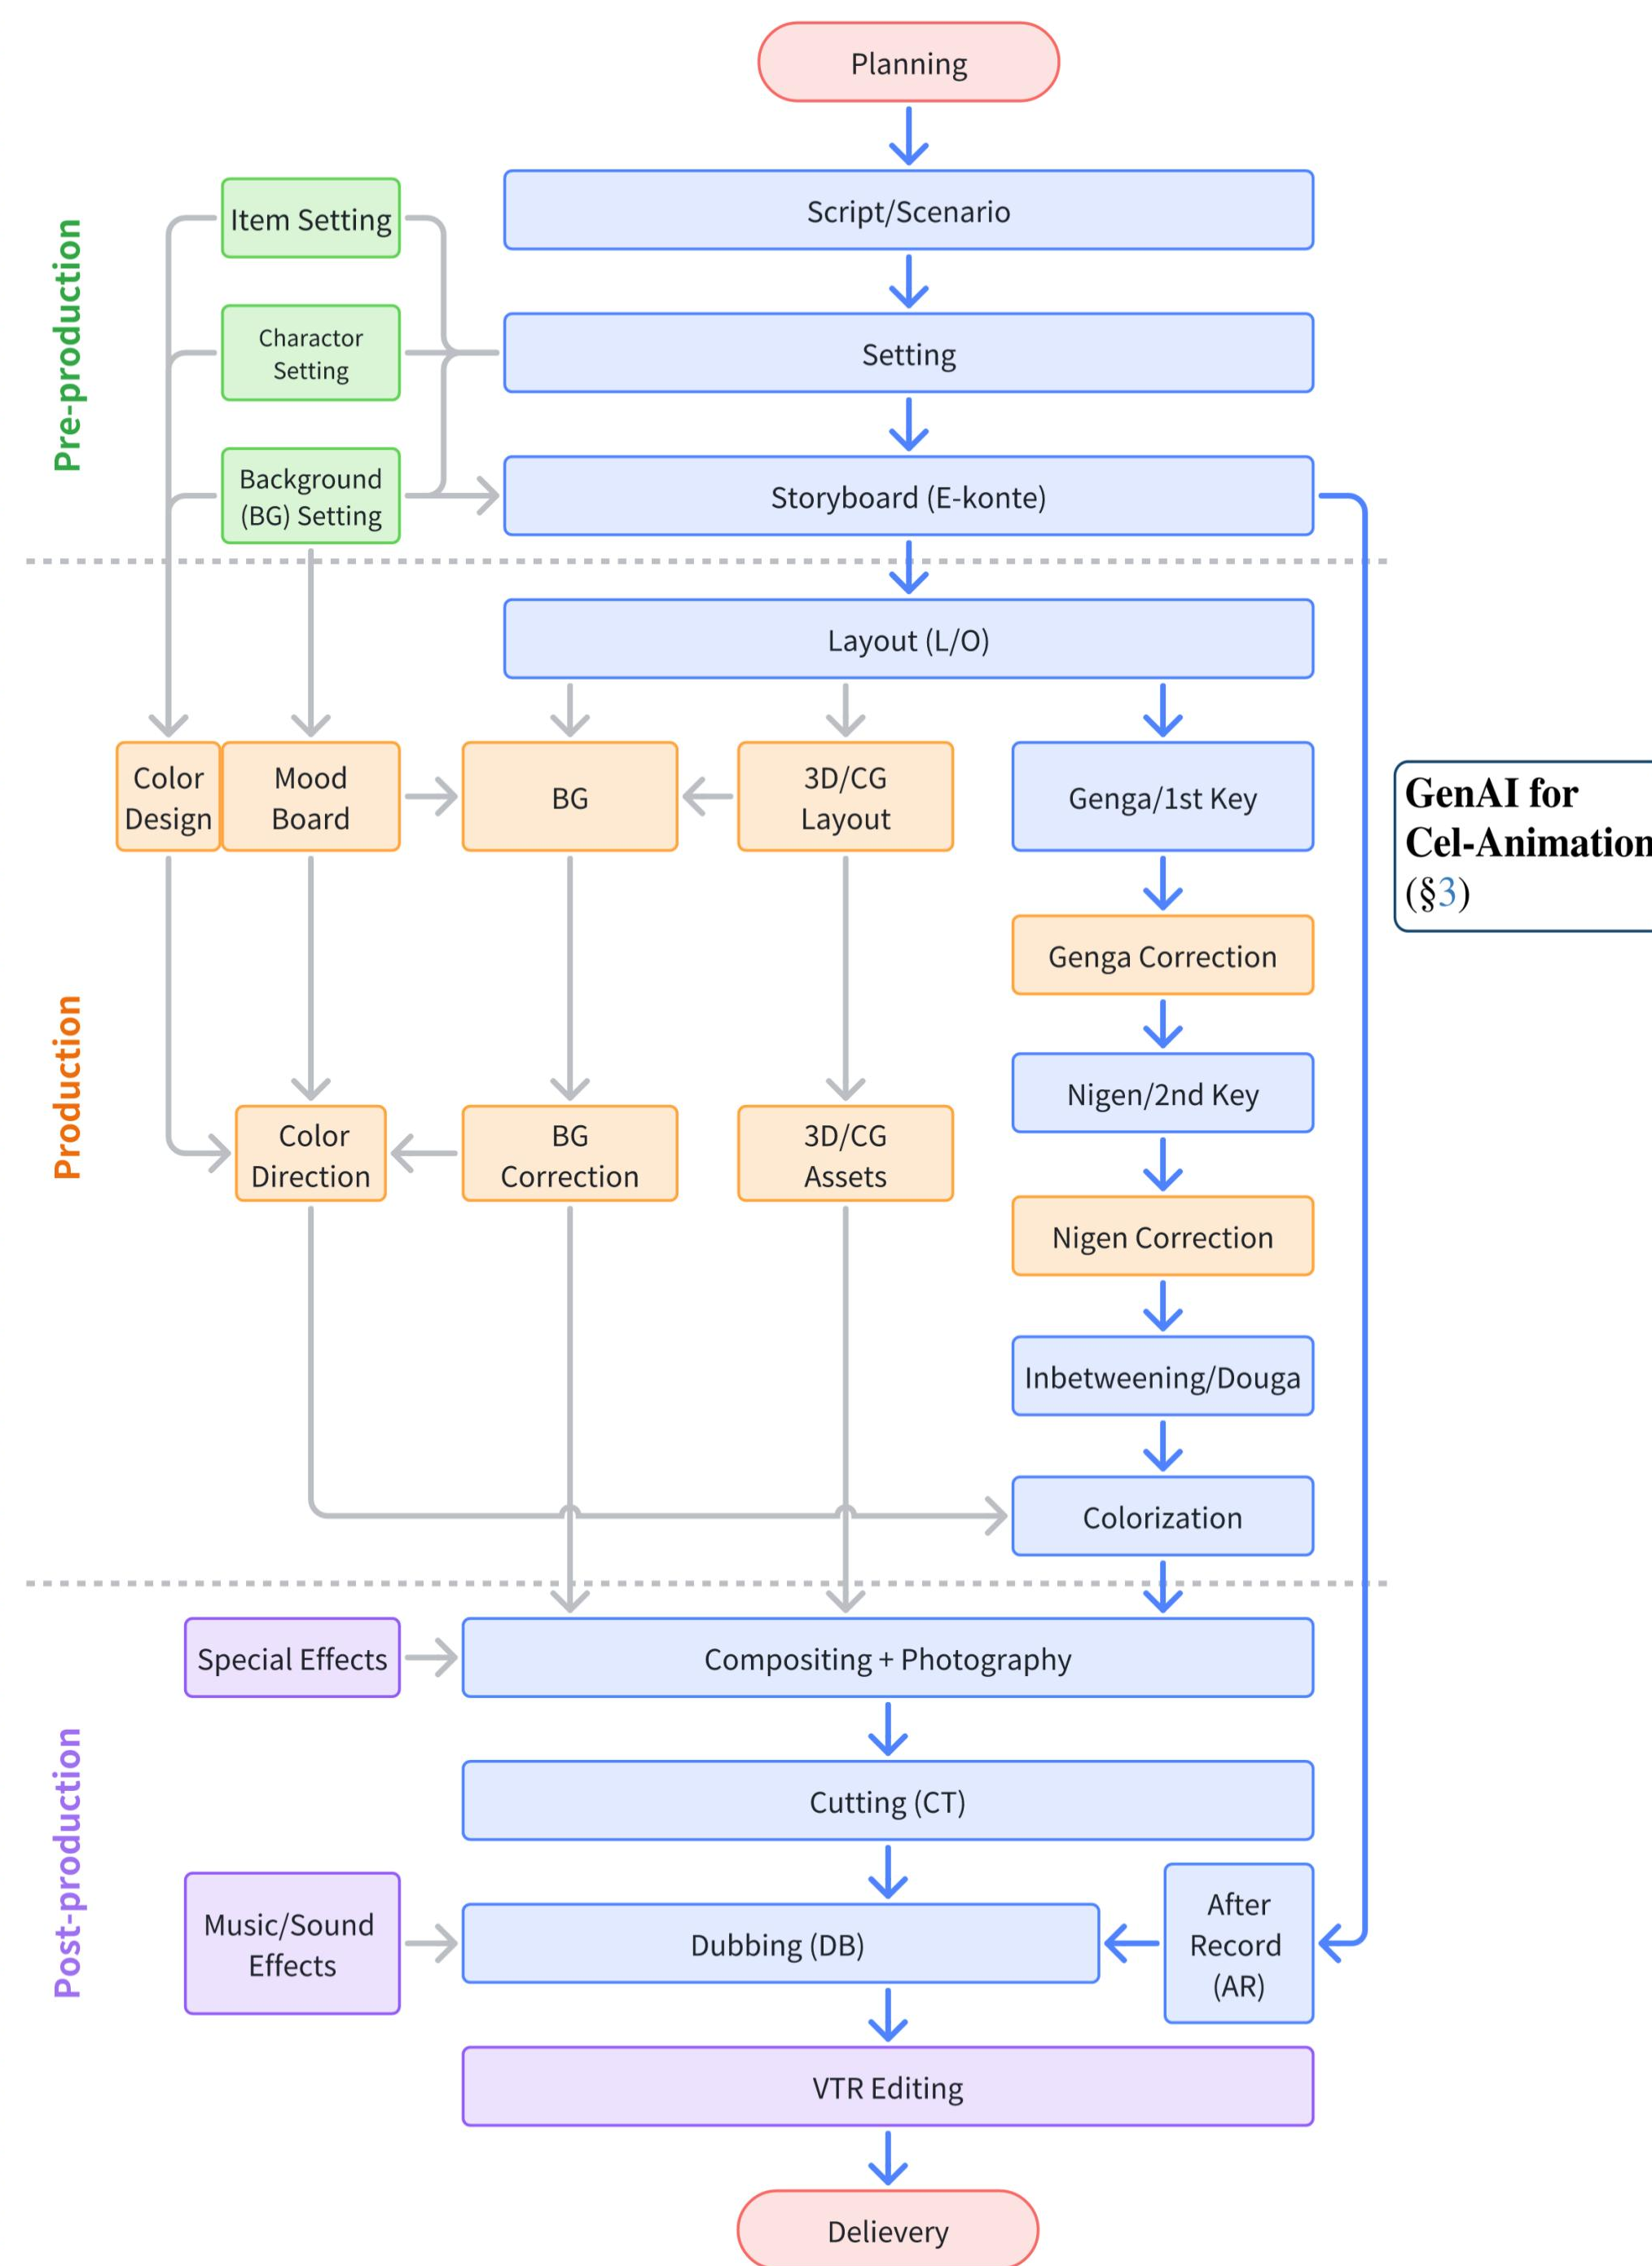 Planning
Pre-production
Item Setting
Script/Scenario
Charactor
Setting
Setting
Background
(BG) Setting
Storyboard (E-konte)
Layout (L/O)
Production
Color
Design
Mood
Board
BG
3D/CG
Layout
Genga/1st Key
GenAI for
Cel-Animation
(§3)
Genga Correction
Nigen/2nd Key
Color
Direction
BG
Correction
3D/CG
Assets
Nigen Correction
Inbetweening/Douga
Colorization
Post-production
Special Effects
Compositing + Photography
Cutting (CT)
Music/Sound
Effects
Dubbing (DB)
After
Record
(AR)
VTR Editing
Delievery